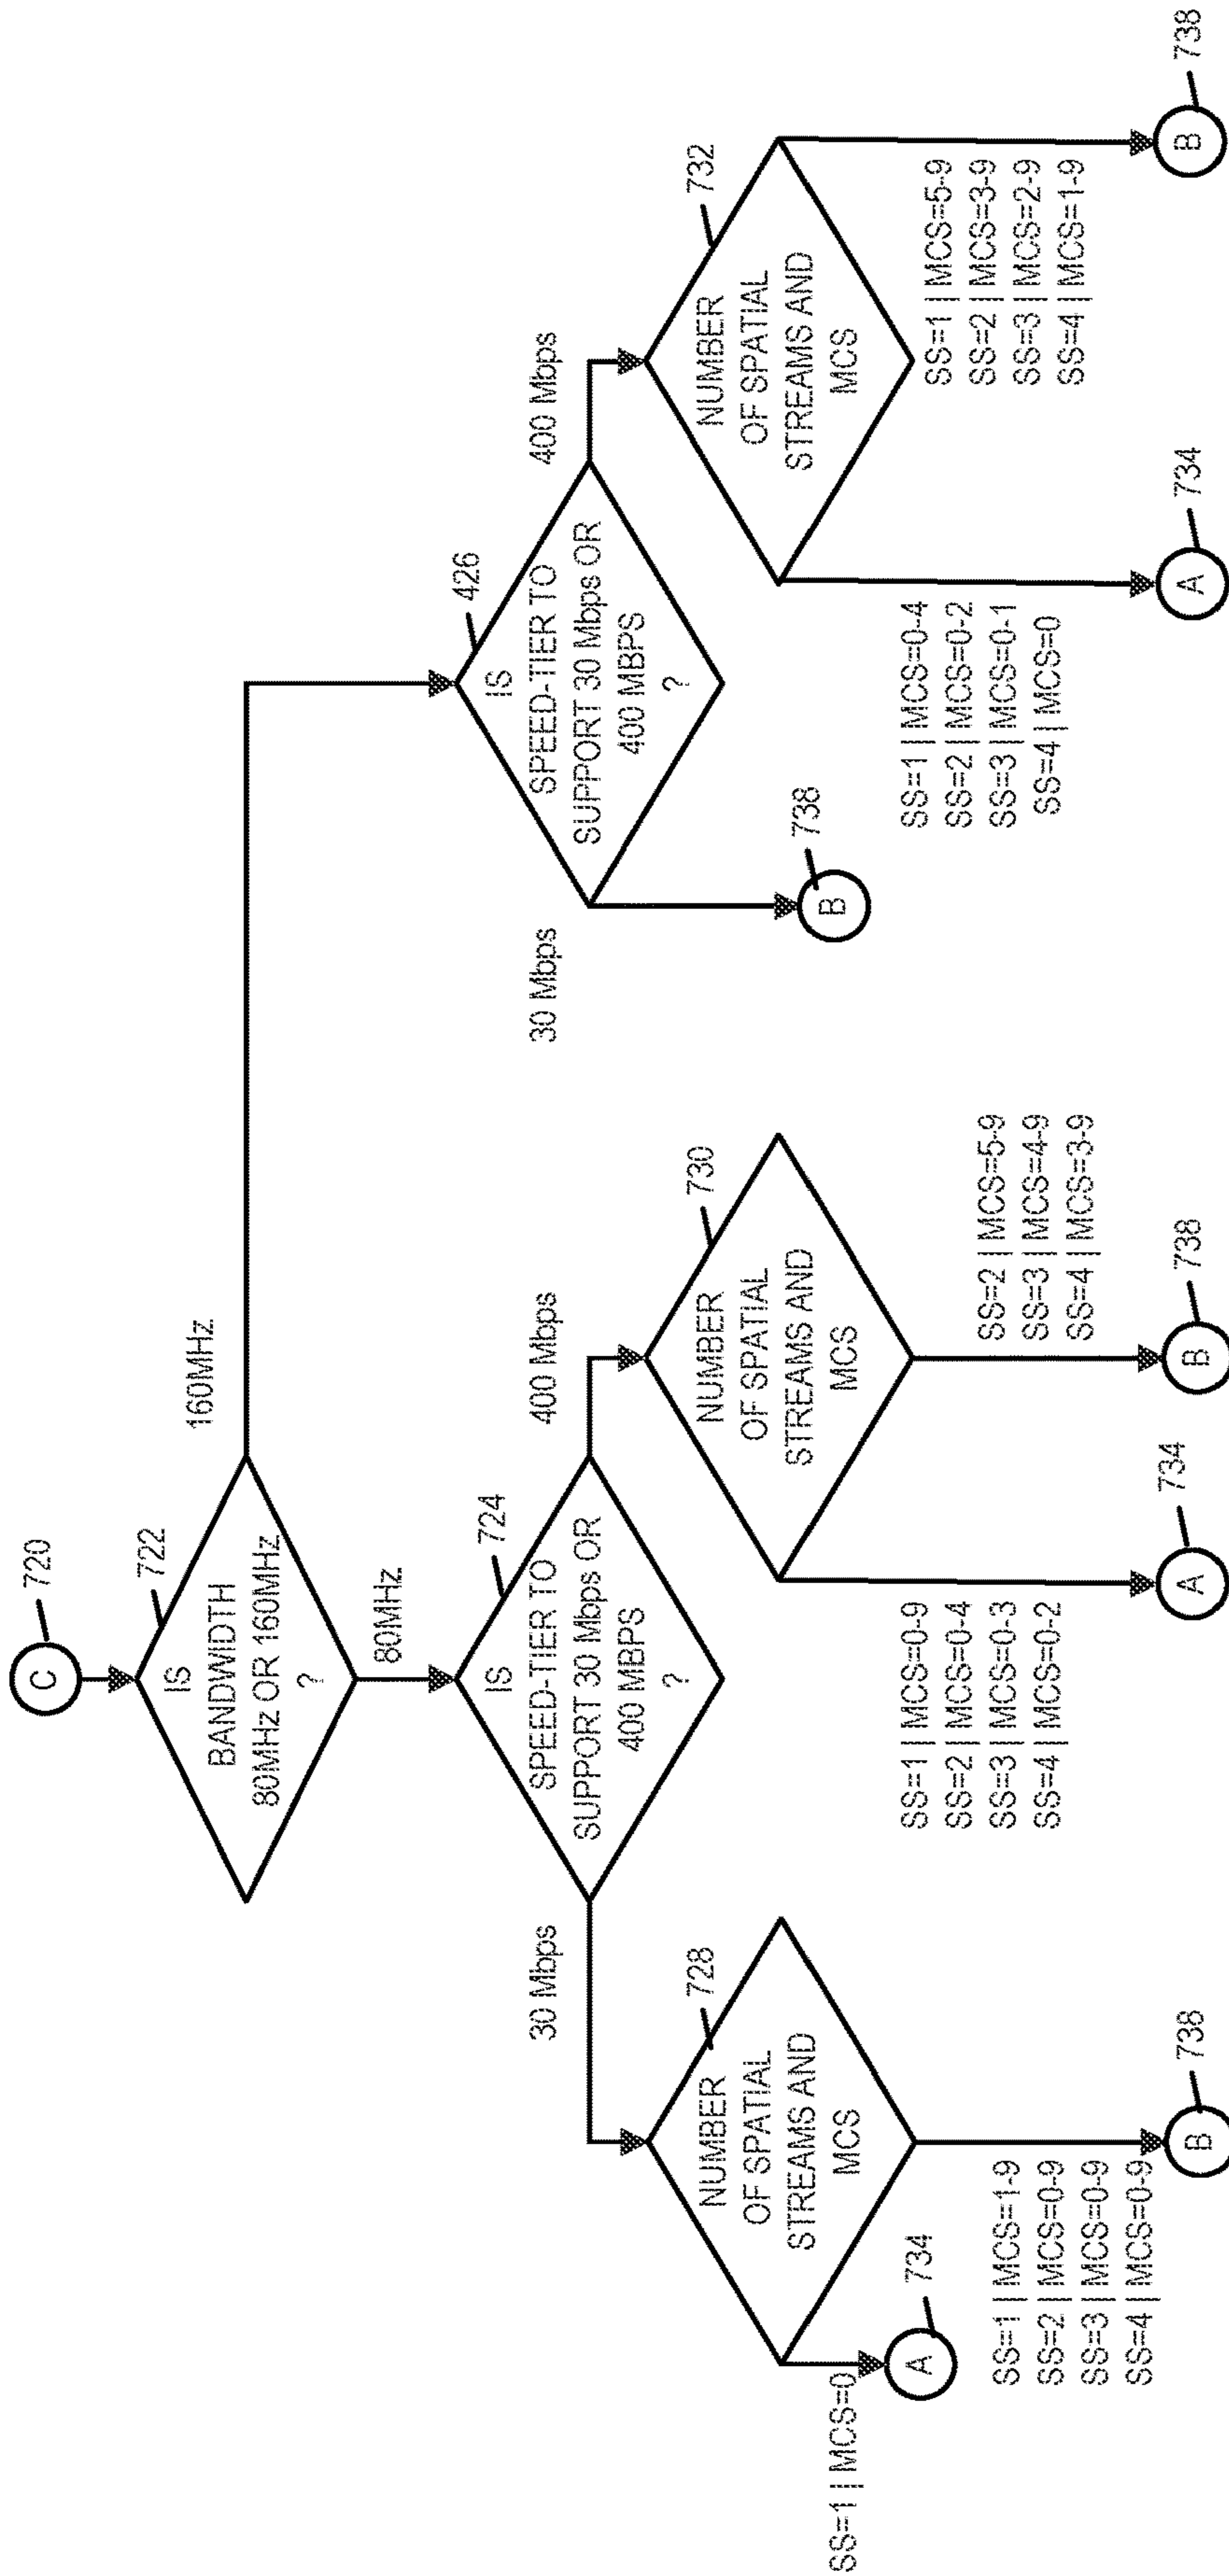 C
720
IS
BANDWIDTH
80MHz OR 160MHz
?
722
160MHz
80MHz
IS
SPEED-TIER TO
SUPPORT 30 Mbps OR
400 MBPS
?
724
30 Mbps
400 Mbps
IS
SPEED-TIER TO
SUPPORT 30 Mbps OR
400 MBPS
?
426
30 Mbps
400 Mbps
NUMBER
OF SPATIAL
STREAMS AND
MCS
728
SS=1 | MCS=0
A
734
SS=1 | MCS=1-9
SS=2 | MCS=0-9
SS=3 | MCS=0-9
SS=4 | MCS=0-9
B
738
NUMBER
OF SPATIAL
STREAMS AND
MCS
730
SS=1 | MCS=0-9
SS=2 | MCS=0-4
SS=3 | MCS=0-3
SS=4 | MCS=0-2
A
734
SS=2 | MCS=5-9
SS=3 | MCS=4-9
SS=4 | MCS=3-9
B
738
B
738
NUMBER
OF SPATIAL
STREAMS AND
MCS
732
SS=1 | MCS=0-4
SS=2 | MCS=0-2
SS=3 | MCS=0-1
SS=4 | MCS=0
A
734
SS=1 | MCS=5-9
SS=2 | MCS=3-9
SS=3 | MCS=2-9
SS=4 | MCS=1-9
B
738